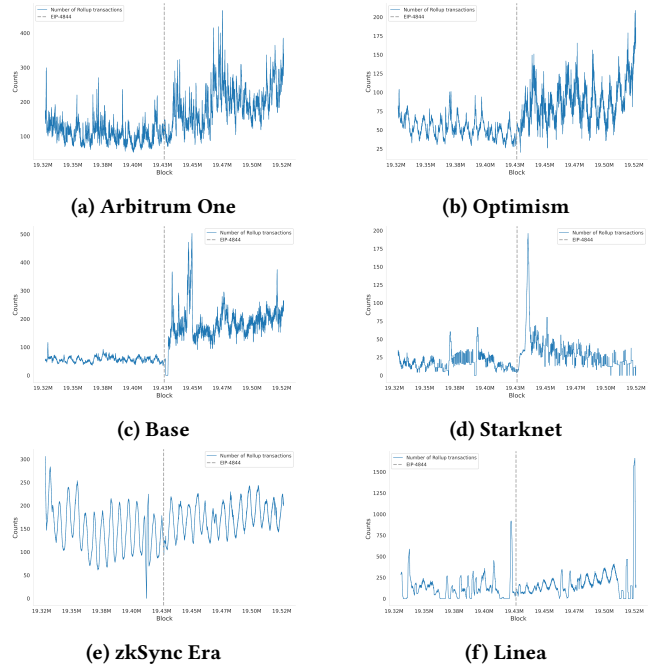 Number of Rollup transactions
EIP-4844
Counts
400
300
200
100
19.32M 19.35M 19.38M 19.40M 19.43M 19.45M 19.47M 19.50M 19.52M
Block
(a) Arbitrum One
Number of Rollup transactions
EIP-4844
Counts
200
175
150
125
100
75
50
25
19.32M 19.35M 19.38M 19.40M 19.43M 19.45M 19.47M 19.50M 19.52M
Block
(b) Optimism
Number of Rollup transactions
EIP-4844
Counts
500
400
300
200
100
0
19.32M 19.35M 19.38M 19.40M 19.43M 19.45M 19.47M 19.50M 19.52M
Block
(c) Base
Number of Rollup transactions
EIP-4844
Counts
200
175
150
125
100
75
50
25
0
19.32M 19.35M 19.38M 19.40M 19.43M 19.45M 19.47M 19.50M 19.52M
Block
(d) Starknet
Number of Rollup transactions
EIP-4844
Counts
300
250
200
150
100
50
0
19.32M 19.35M 19.38M 19.40M 19.43M 19.45M 19.47M 19.50M 19.52M
Block
(e) zkSync Era
Number of Rollup transactions
EIP-4844
Counts
1500
1250
1000
750
500
250
0
19.32M 19.35M 19.38M 19.40M 19.43M 19.45M 19.47M 19.50M 19.52M
Block
(f) Linea